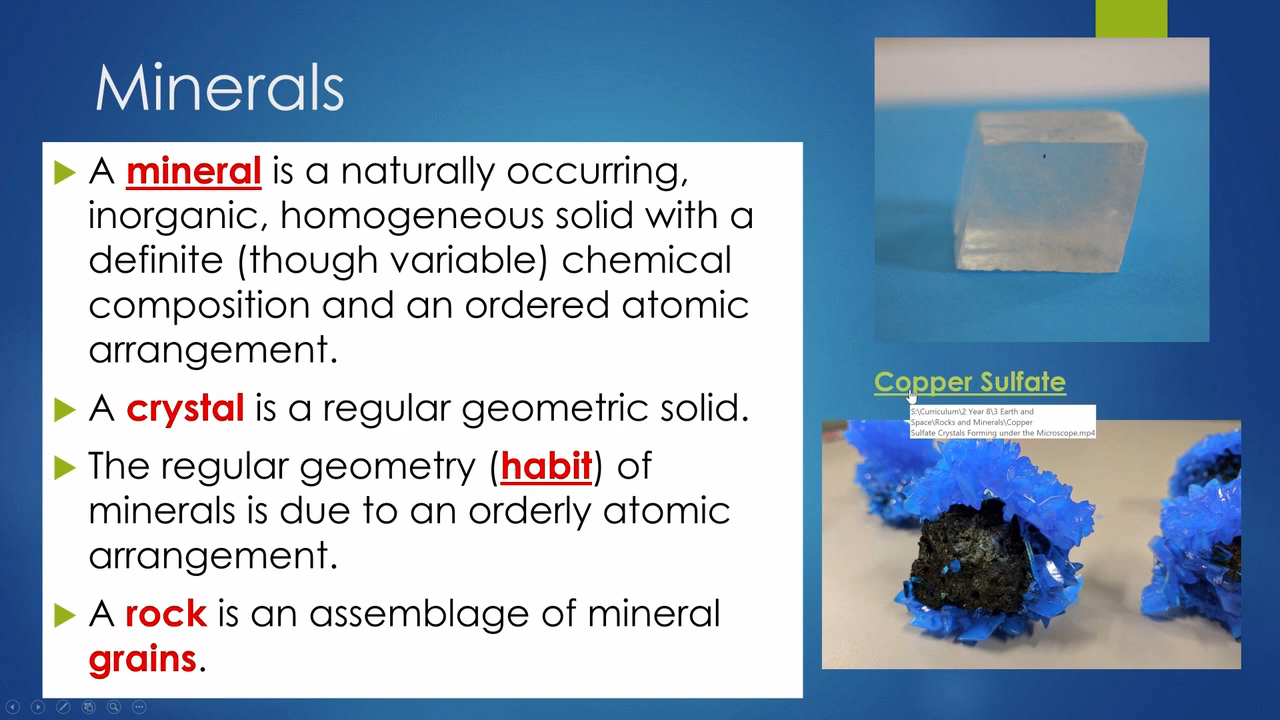 Minerals
A mineral is a naturally occurring,
inorganic, homogeneous solid with a
definite (though variable) chemical
composition and an ordered atomic
arrangement.
A crystal is a regular geometric solid.
The regular geometry (habit) of
minerals is due to an orderly atomic
arrangement.
A rock is an assemblage of mineral
grains.
Copper Sulfate
S:\Curriculum\2 Year 8\3 Earth and
Space\Rocks and Minerals\Copper
Sulfate Crystals Forming under the Microscope.mp4